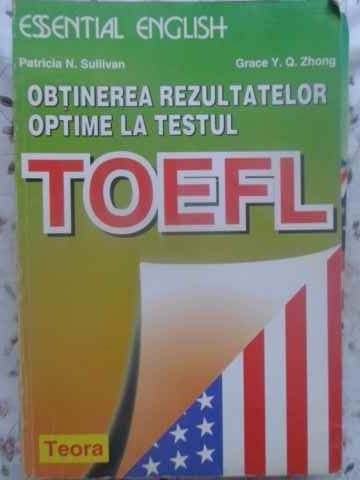 ESSENTIAL ENGLISH
Patricia N. Sullivan Grace Y. Q. Zhong
OBȚINEREA REZULTATELOR
OPTIME LA TESTUL
TOEFL
Teora